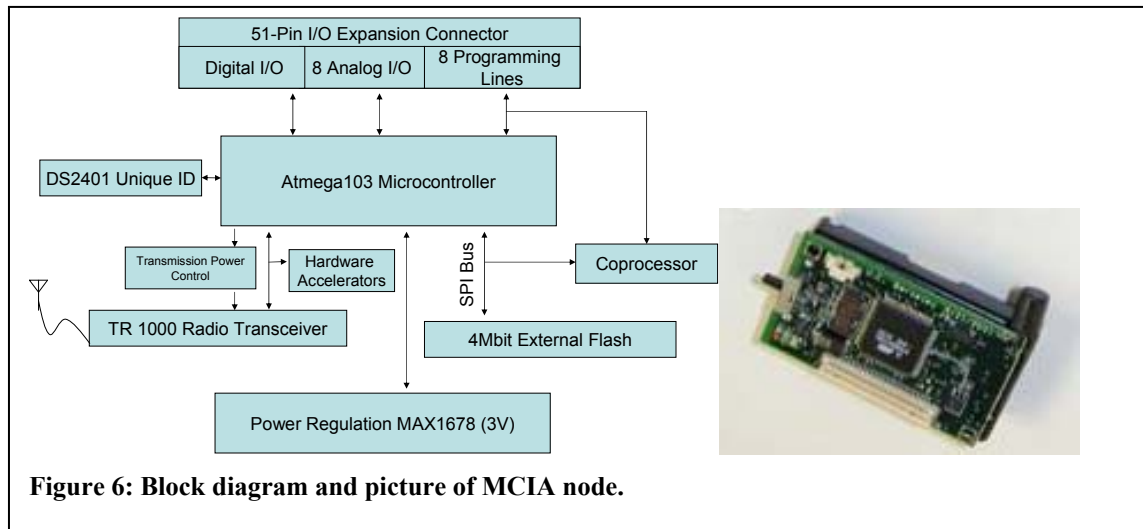 51-Pin I/O Expansion Connector
Digital I/O
8 Analog I/O
8 Programming
Lines
DS2401 Unique ID
Atmega103 Microcontroller
Transmission Power
Control
Hardware
Accelerators
SPI Bus
Coprocessor
TR 1000 Radio Transceiver
4Mbit External Flash
Power Regulation MAX1678 (3V)
Figure 6: Block diagram and picture of MCIA node.